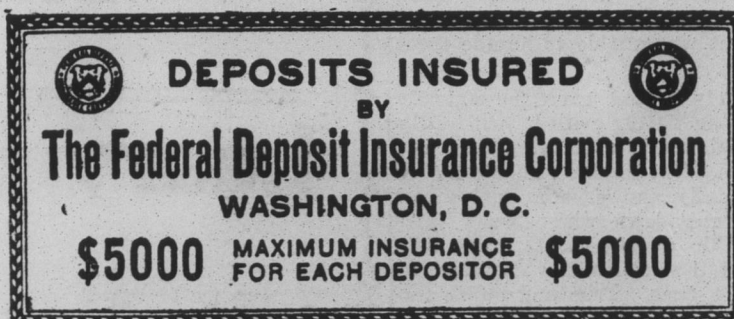 DEPOSITS INSURED
BY
The Federal Deposit Insurance Corporation
WASHINGTON, D. C.
$5000 MAXIMUM INSURANCE FOR EACH DEPOSITOR $5000